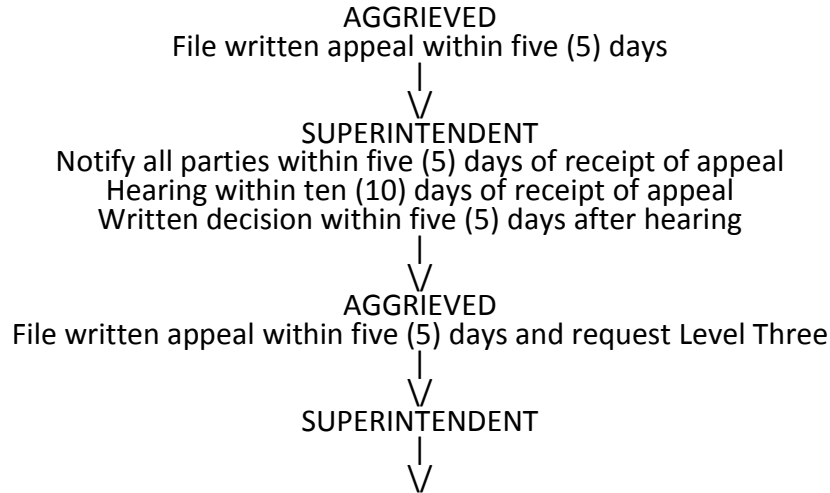 AGGRIEVED
File written appeal within five (5) days
|
\/
SUPERINTENDENT
Notify all parties within five (5) days of receipt of appeal
Hearing within ten (10) days of receipt of appeal
Written decision within five (5) days after hearing
|
\/
AGGRIEVED
File written appeal within five (5) days and request Level Three
|
\/
SUPERINTENDENT
|
\/